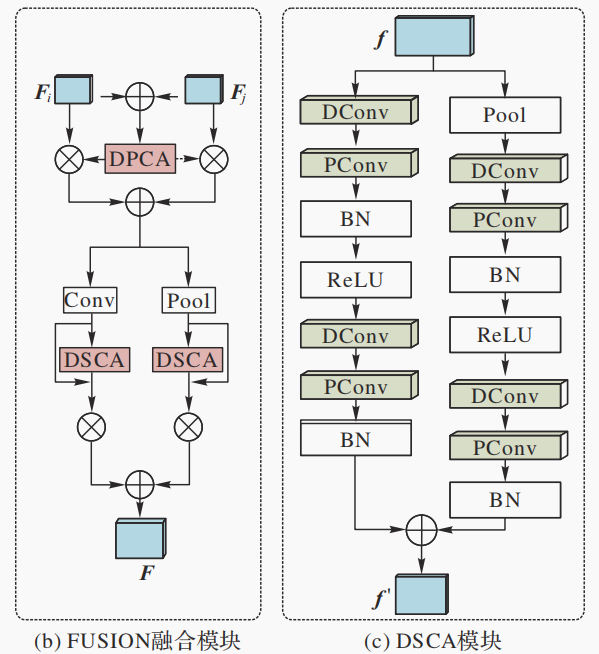 F_i
F_j
DPCA
Conv
Pool
DSCA
DSCA
F
(b) FUSION融合模块
f
DConv
PConv
BN
ReLU
DConv
PConv
BN
Pool
DConv
PConv
BN
ReLU
DConv
PConv
BN
f'
(c) DSCA模块